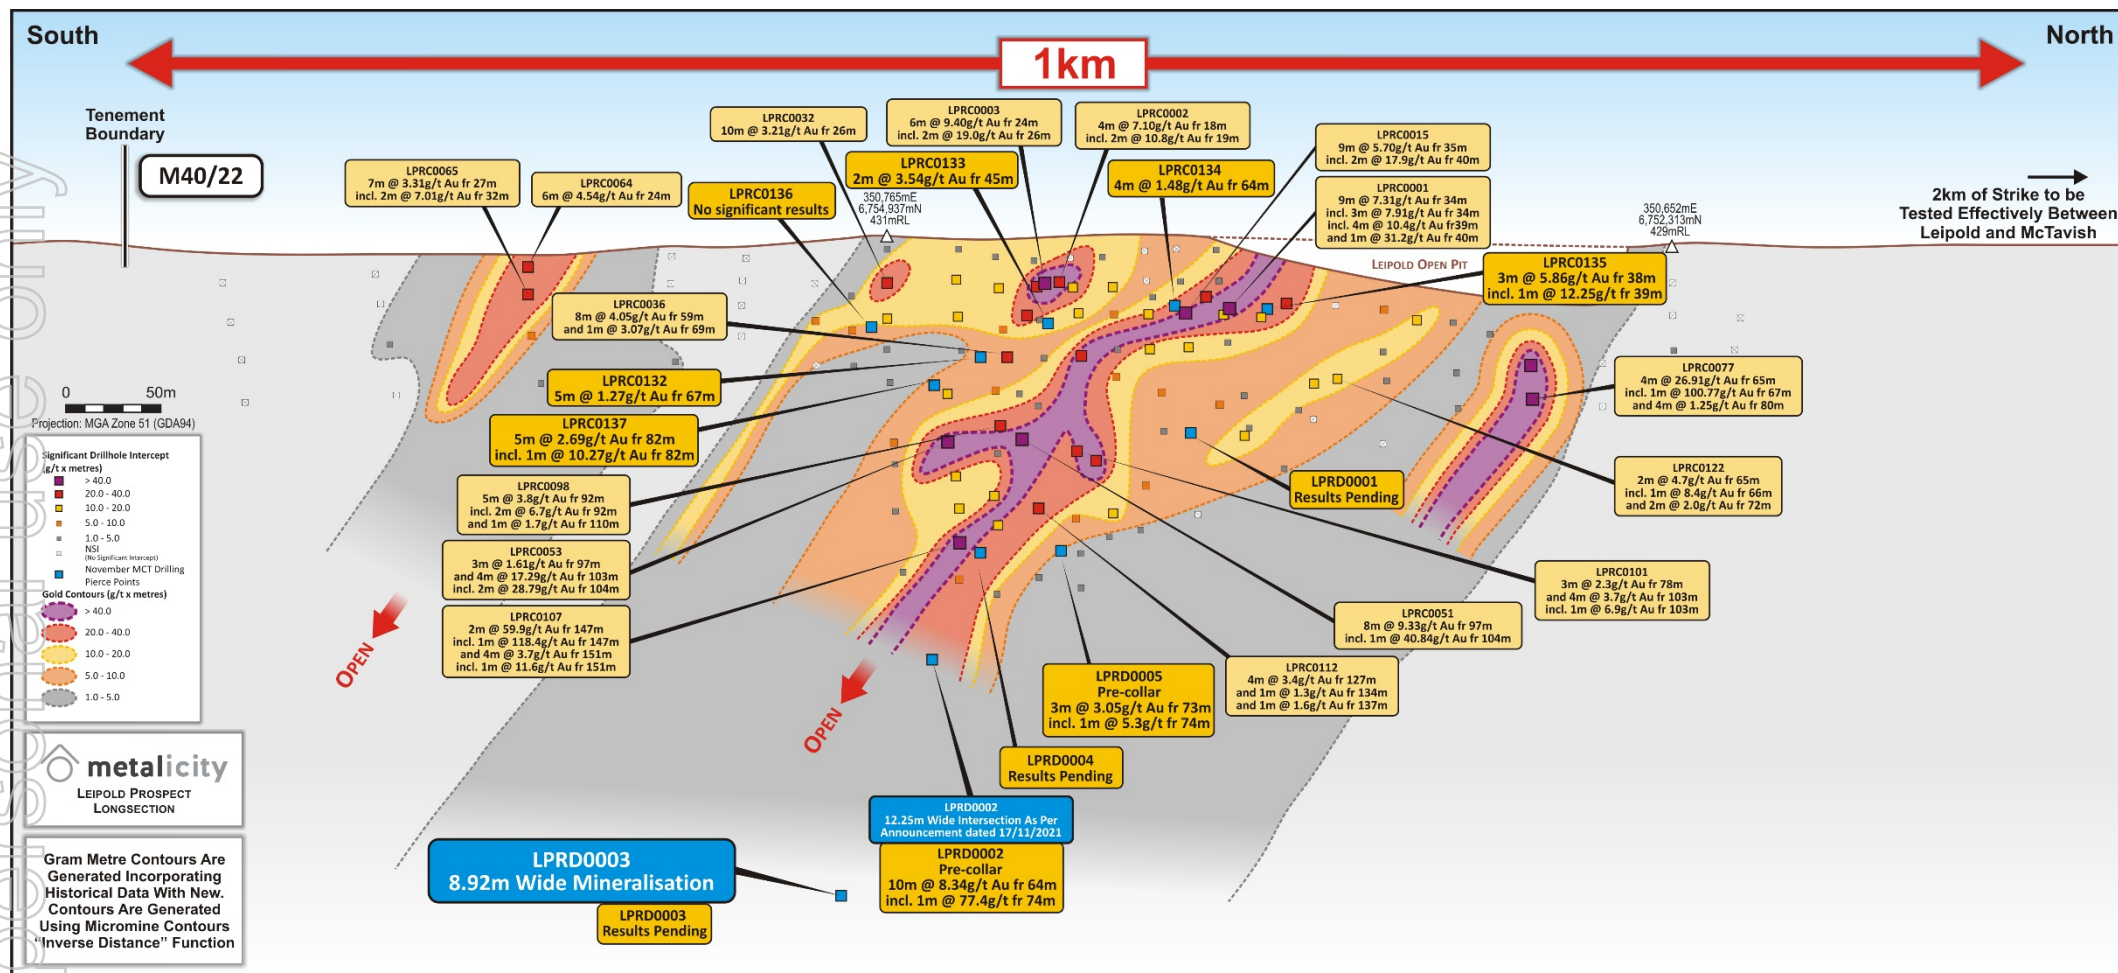 South
North
1km
Tenement
Boundary
M40/22
LPRC0065
7m @ 3.31g/t Au fr 27m
incl. 2m @ 7.01g/t Au fr 32m
LPRC0064
6m @ 4.54g/t Au fr 24m
LPRC0032
10m @ 3.21g/t Au fr 26m
LPRC0003
6m @ 9.40g/t Au fr 24m
incl. 2m @ 19.0g/t Au fr 26m
LPRC0002
4m @ 7.10g/t Au fr 18m
incl. 2m @ 10.8g/t Au fr 19m
LPRC0136
No significant results
LPRC0133
2m @ 3.54g/t Au fr 45m
LPRC0134
4m @ 1.48g/t Au fr 64m
LPRC0015
9m @ 5.70g/t Au fr 35m
incl. 2m @ 17.9g/t Au fr 40m
LPRC0001
9m @ 7.31g/t Au fr 34m
incl. 3m @ 7.91g/t Au fr 34m
incl. 4m @ 10.4g/t Au fr39m
and 1m @ 31.2g/t Au fr 40m
350,765mE
6,754,937mN
431mRL
350,652mE
6,752,313mN
429mRL
2km of Strike to be
Tested Effectively Between
Leipold and McTavish
LEIPOLD OPEN PIT
LPRC0135
3m @ 5.86g/t Au fr 38m
incl. 1m @ 12.25g/t fr 39m
LPRC0036
8m @ 4.05g/t Au fr 59m
and 1m @ 3.07g/t Au fr 69m
LPRC0132
5m @ 1.27g/t Au fr 67m
LPRC0137
5m @ 2.69g/t Au fr 82m
incl. 1m @ 10.27g/t Au fr 82m
LPRC0098
5m @ 3.8g/t Au fr 92m
incl. 2m @ 6.7g/t Au fr 92m
and 1m @ 1.7g/t Au fr 110m
LPRC0053
3m @ 1.61g/t Au fr 97m
and 4m @ 17.29g/t Au fr 103m
incl. 2m @ 28.79g/t Au fr 104m
LPRC0107
2m @ 59.9g/t Au fr 147m
incl. 1m @ 118.4g/t Au fr 147m
and 4m @ 3.7g/t Au fr 151m
incl. 1m @ 11.6g/t Au fr 151m
LPRC0077
4m @ 26.91g/t Au fr 65m
incl. 1m @ 100.77g/t Au fr 67m
and 4m @ 1.25g/t Au fr 80m
LPRC0122
2m @ 4.7g/t Au fr 65m
incl. 1m @ 8.4g/t Au fr 66m
and 2m @ 2.0g/t Au fr 72m
LPRD0001
Results Pending
LPRC0101
3m @ 2.3g/t Au fr 78m
and 4m @ 3.7g/t Au fr 103m
incl. 1m @ 6.9g/t Au fr 103m
LPRC0051
8m @ 9.33g/t Au fr 97m
incl. 1m @ 40.84g/t Au fr 104m
LPRC0112
4m @ 3.4g/t Au fr 127m
and 1m @ 1.3g/t Au fr 134m
and 1m @ 1.6g/t Au fr 137m
LPRD0005
Pre-collar
3m @ 3.05g/t Au fr 73m
incl. 1m @ 5.3g/t fr 74m
LPRD0004
Results Pending
LPRD0002
12.25m Wide Intersection As Per
Announcement dated 17/11/2021
LPRD0002
Pre-collar
10m @ 8.34g/t Au fr 64m
incl. 1m @ 77.4g/t fr 74m
LPRD0003
8.92m Wide Mineralisation
LPRD0003
Results Pending
OPEN
OPEN
0 50m
Projection: MGA Zone 51 (GDA94)
Significant Drillhole Intercept
(g/t x metres)
> 40.0
20.0 - 40.0
10.0 - 20.0
5.0 - 10.0
1.0 - 5.0
NSI
(No Significant Intercept)
November MCT Drilling
Pierce Points
Gold Contours (g/t x metres)
> 40.0
20.0 - 40.0
10.0 - 20.0
5.0 - 10.0
1.0 - 5.0
metalicity
LEIPOLD PROSPECT
LONGSECTION
Gram Metre Contours Are
Generated Incorporating
Historical Data With New.
Contours Are Generated
Using Micromine Contours
"Inverse Distance" Function
personal use only